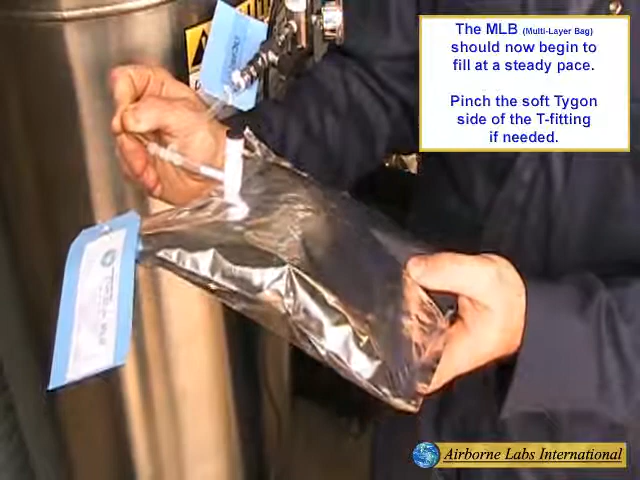 The MLB (Multi-Layer Bag)
should now begin to
fill at a steady pace.
Pinch the soft Tygon
side of the T-fitting
if needed.
Airborne Labs International